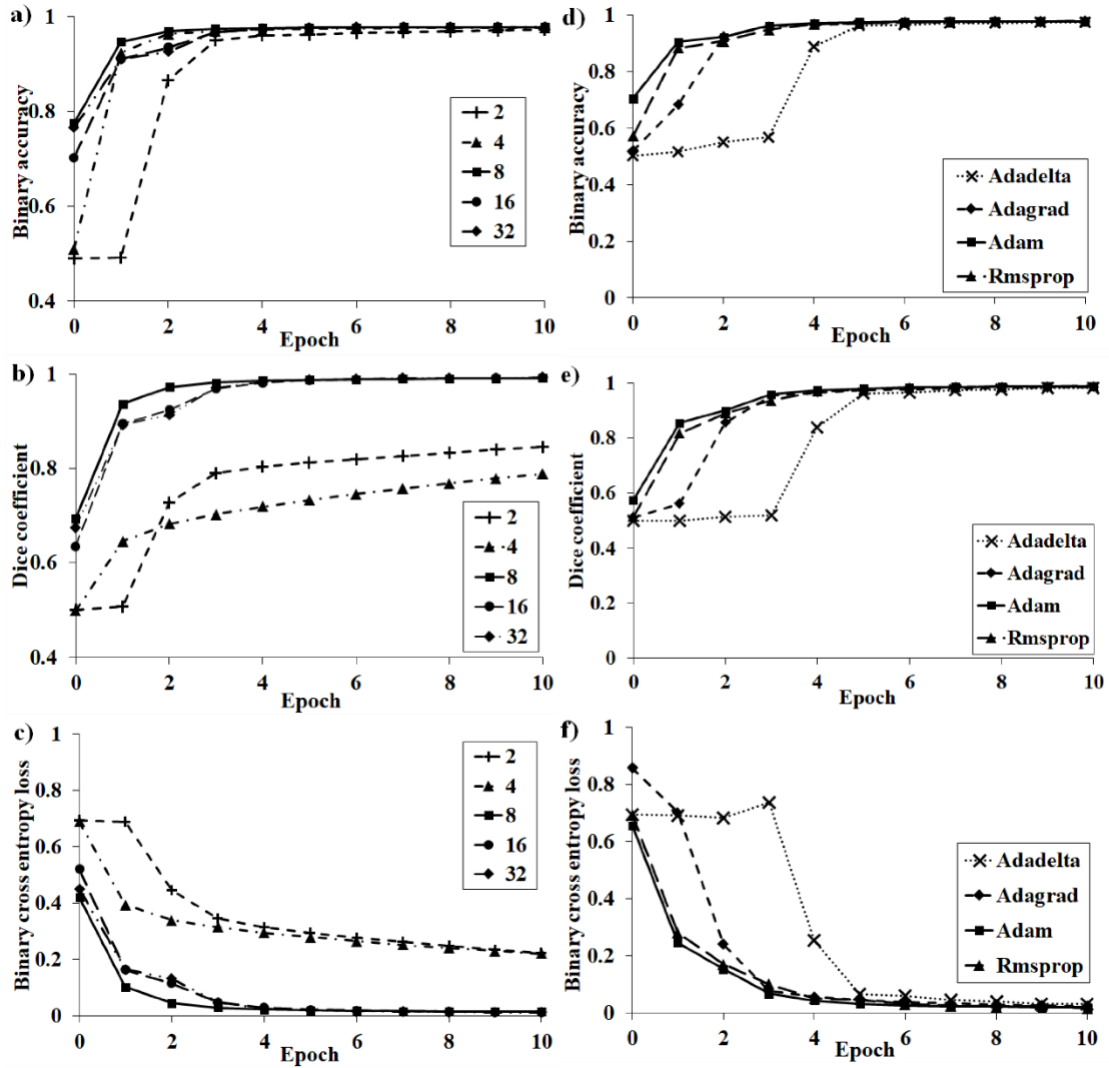 a)
1
0.8
0.6
0.4
Binary accuracy
2
4
8
16
32
0 2 4 6 8 10
Epoch
d)
1
0.8
0.6
0.4
0.2
0
Binary accuracy
Adadelta
Adagrad
Adam
Rmsprop
0 2 4 6 8 10
Epoch
b)
1
0.8
0.6
0.4
Dice coefficient
2
4
8
16
32
0 2 4 6 8 10
Epoch
e)
1
0.8
0.6
0.4
0.2
0
Dice coefficient
Adadelta
Adagrad
Adam
Rmsprop
0 2 4 6 8 10
Epoch
c)
1
0.8
0.6
0.4
0.2
0
Binary cross entropy loss
2
4
8
16
32
0 2 4 6 8 10
Epoch
f)
1
0.8
0.6
0.4
0.2
0
Binary cross entropy loss
Adadelta
Adagrad
Adam
Rmsprop
0 2 4 6 8 10
Epoch